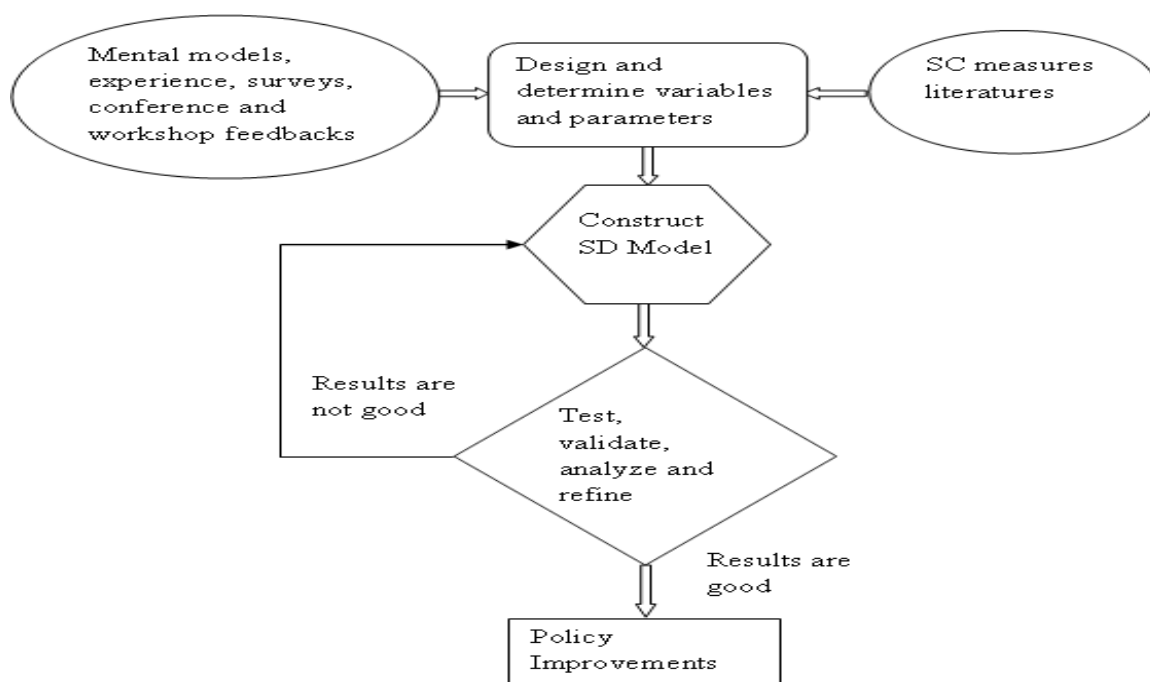 Mental models,
experience, surveys,
conference and
workshop feedbacks
Design and
determine variables
and parameters
SC measures
literatures
Construct
SD Model
Results are
not good
Test,
validate,
analyze and
refine
Results are
good
Policy
Improvements